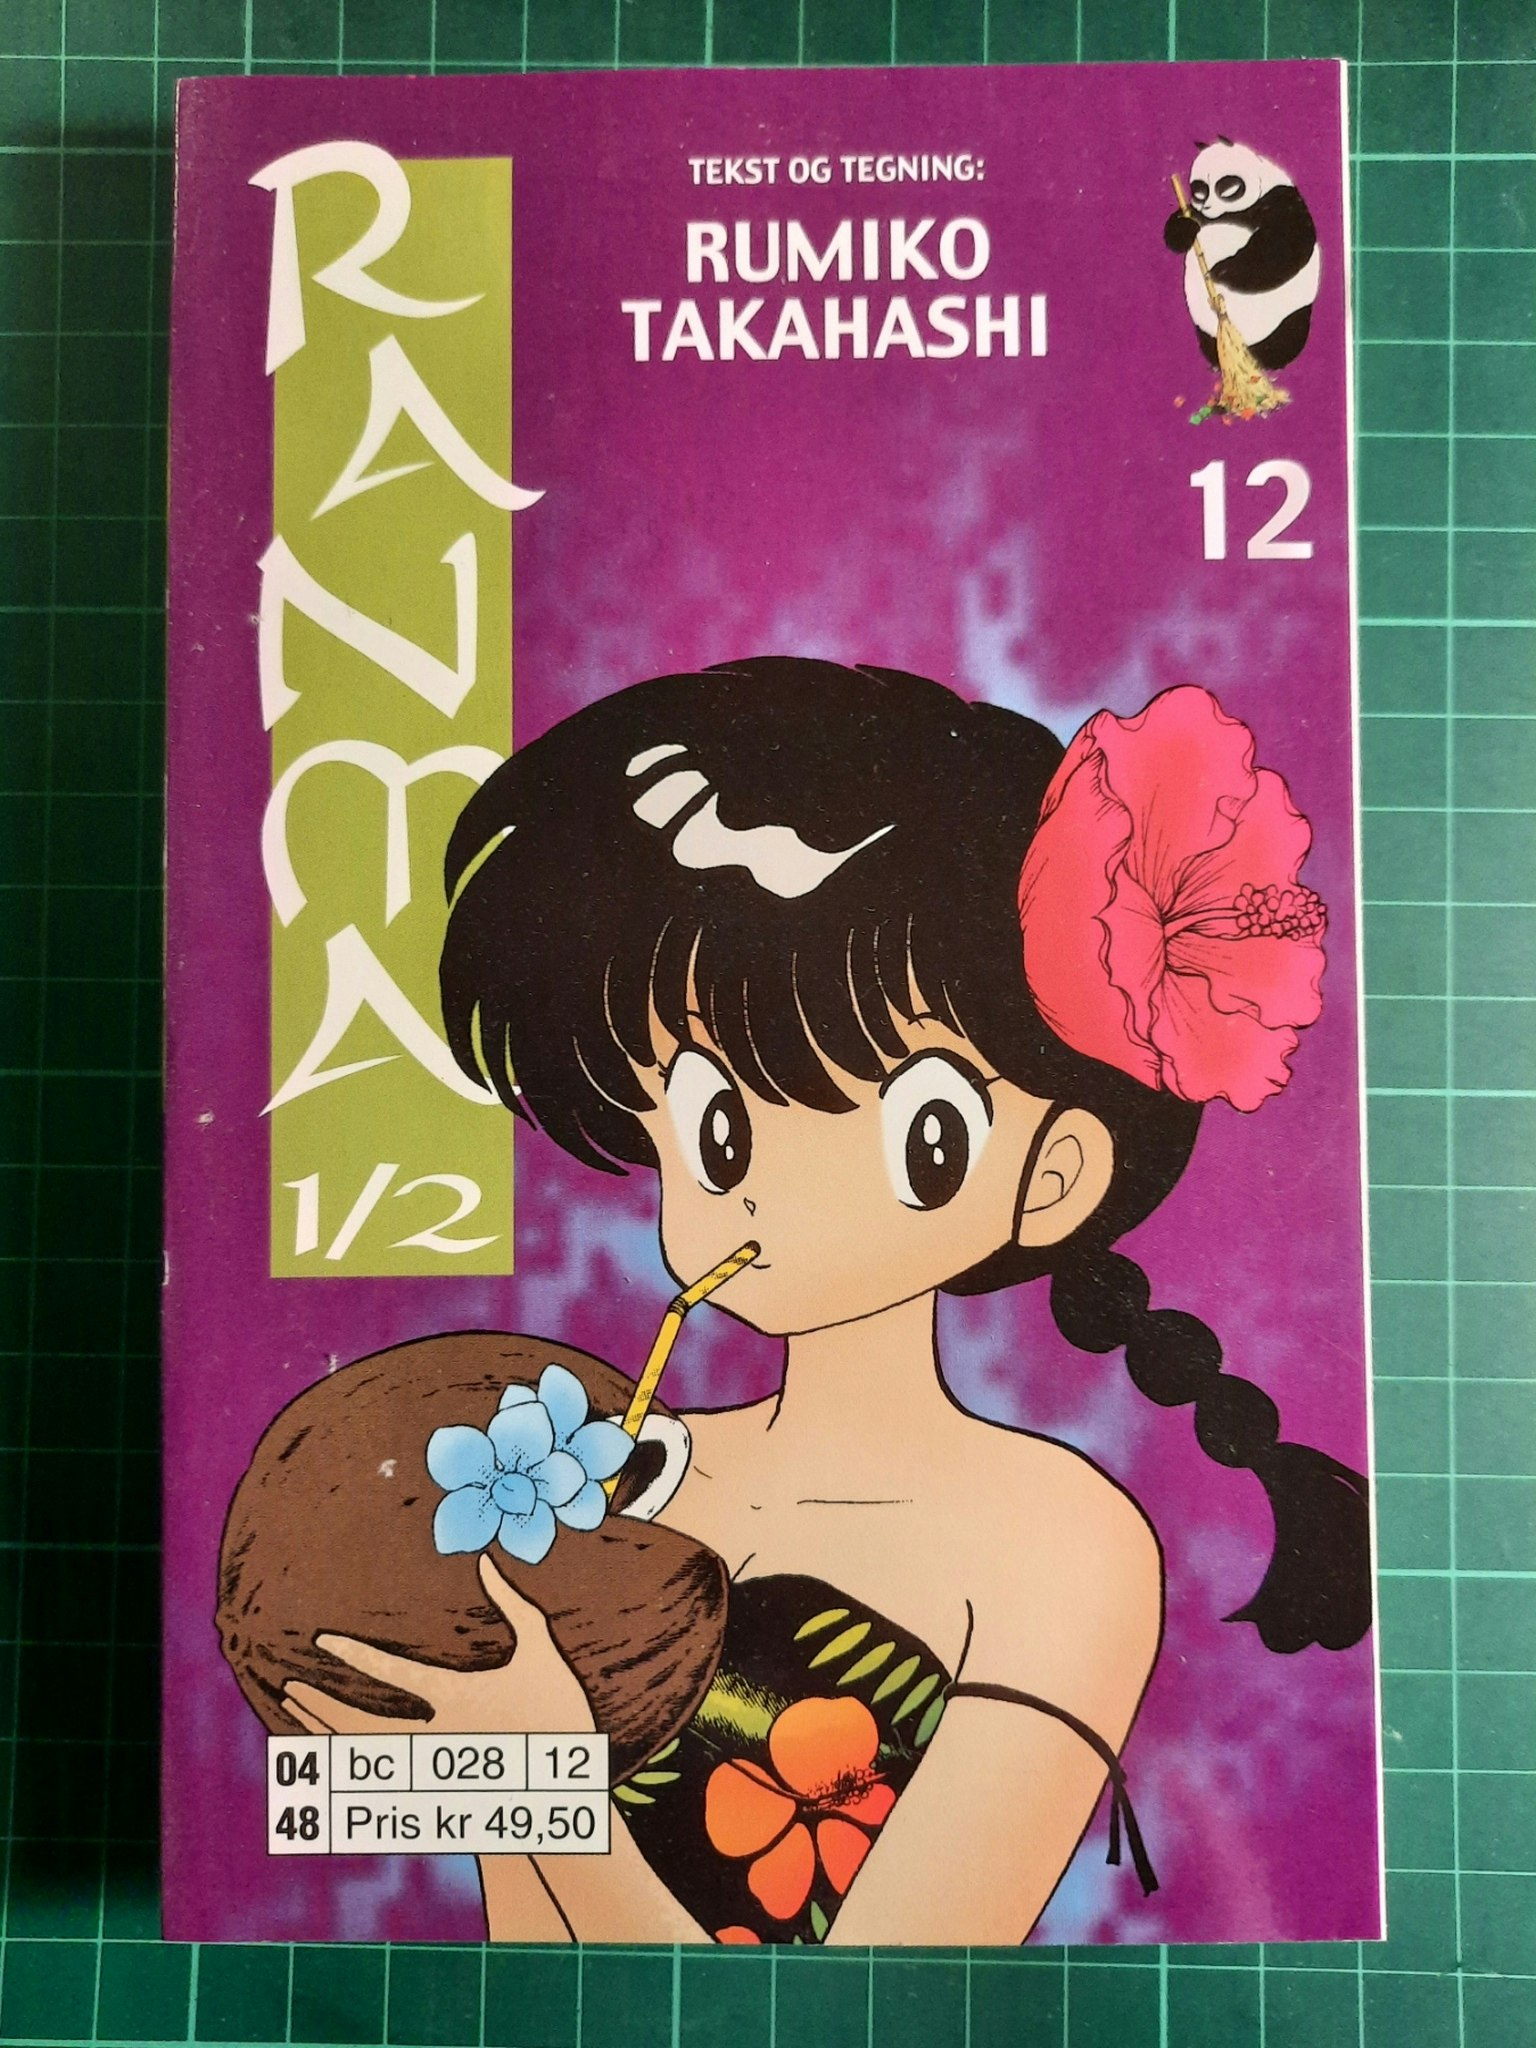 RANMA
1/2
TEKST OG TEGNING:
RUMIKO
TAKAHASHI
12
04 bc 028 12
48 Pris kr 49,50